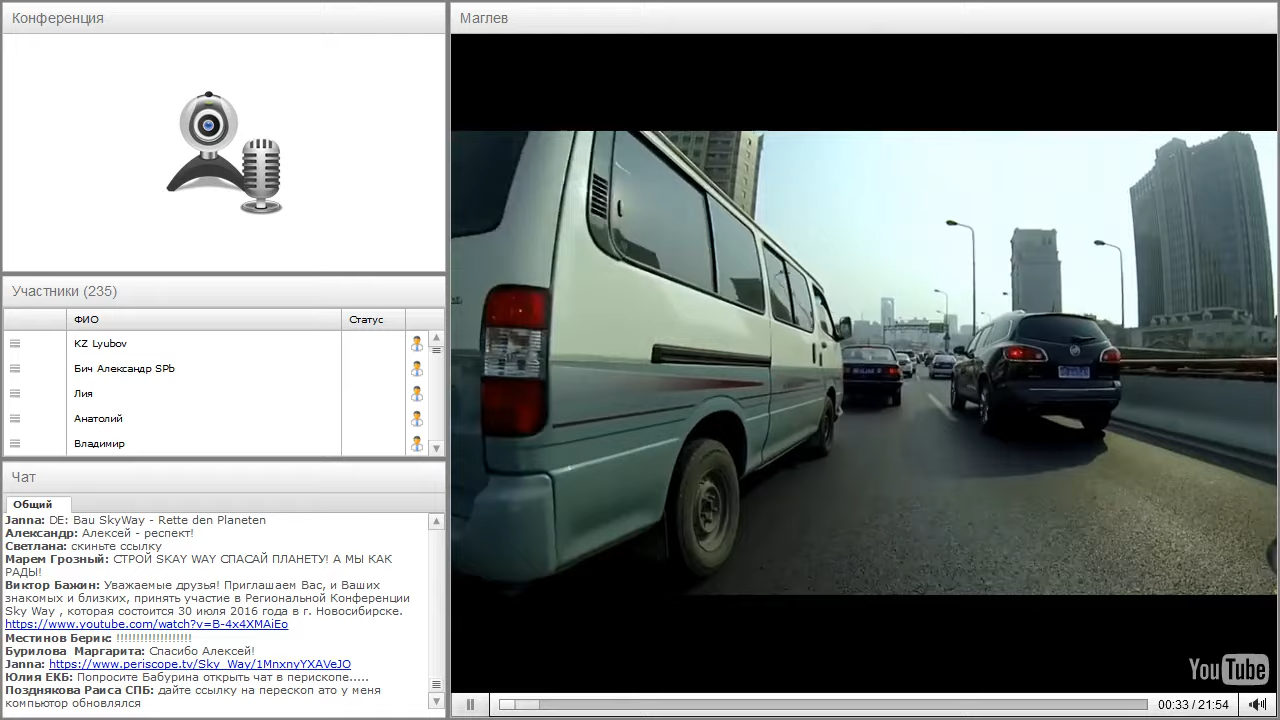 Конференция
Маглев
Участники (235)
ФИО
Статус
KZ Lyubov
Бич Александр SPb
Лия
Анатолий
Владимир
Чат
Общий
Janna: DE: Bau SkyWay - Rette den Planeten
Александр: Алексей - респект!
Светлана: скиньте ссылку
Марем Грозный: СТРОЙ SKAY WAY СПАСАЙ ПЛАНЕТУ! А МЫ КАК
РАДЫ!
Виктор Бажин: Уважаемые друзья! Приглашаем Вас, и Ваших
знакомых и близких, принять участие в Региональной Конференции
Sky Way , которая состоится 30 июля 2016 года в г. Новосибирске.
https://www.youtube.com/watch?v=B-4x4XMAiEo
Местинов Берик: !!!!!!!!!!!!!!!!!!!
Бурилова Маргарита: Спасибо Алексей!
Janna: https://www.periscope.tv/Sky_Way/1MnxnyYXAVeJO
Юлия ЕКБ: Попросите Бабурина открыть чат в перископе.....
Позднякова Раиса СПБ: дайте ссылку на перескоп ато у меня
компьютор обновлялся
YouTube
00:33 / 21:54